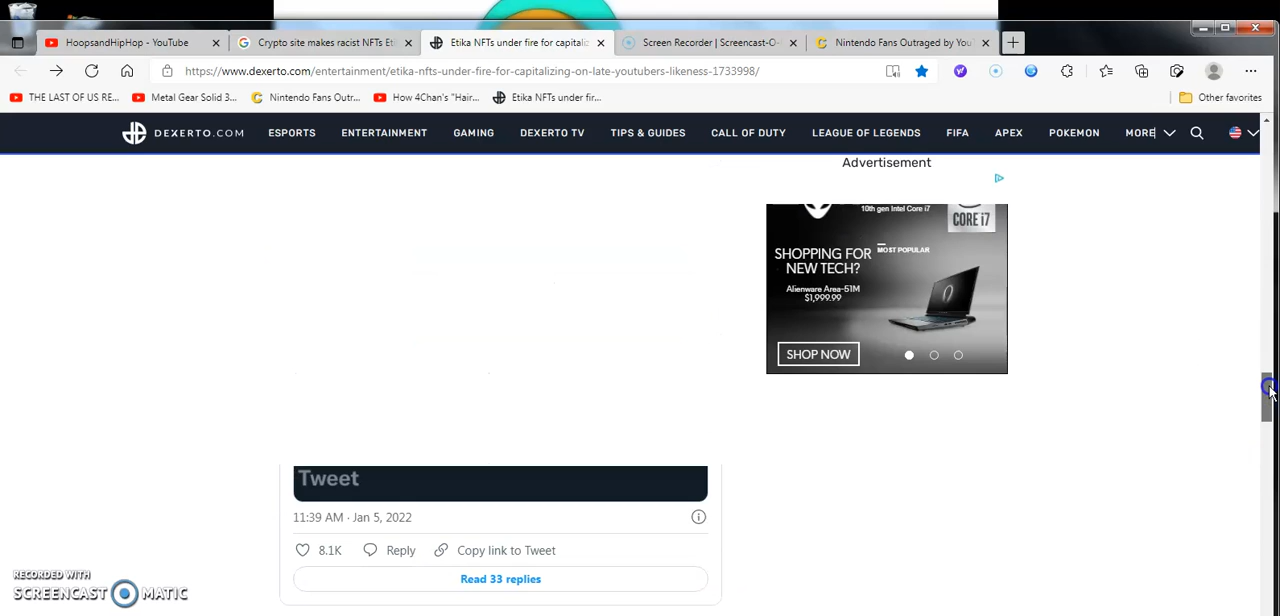 HoopsandHipHop - YouTube
Crypto site makes racist NFTs Eti
Etika NFTs under fire for capitaliz
Screen Recorder | Screencast-O-
Nintendo Fans Outraged by You
https://www.dexerto.com/entertainment/etika-nfts-under-fire-for-capitalizing-on-late-youtubers-likeness-1733998/
THE LAST OF US RE...
Metal Gear Solid 3...
Nintendo Fans Outr...
How 4Chan's "Hair...
Etika NFTs under fir...
Other favorites
DEXERTO.COM
ESPORTS
ENTERTAINMENT
GAMING
DEXERTO TV
TIPS & GUIDES
CALL OF DUTY
LEAGUE OF LEGENDS
FIFA
APEX
POKEMON
MORE
Advertisement
10th gen Intel Core i7
CORE i7
SHOPPING FOR
NEW TECH?
MOST POPULAR
Alienware Area-51M
$1,999.99
SHOP NOW
Tweet
11:39 AM · Jan 5, 2022
8.1K
Reply
Copy link to Tweet
Read 33 replies
RECORDED WITH
SCREENCAST MATIC